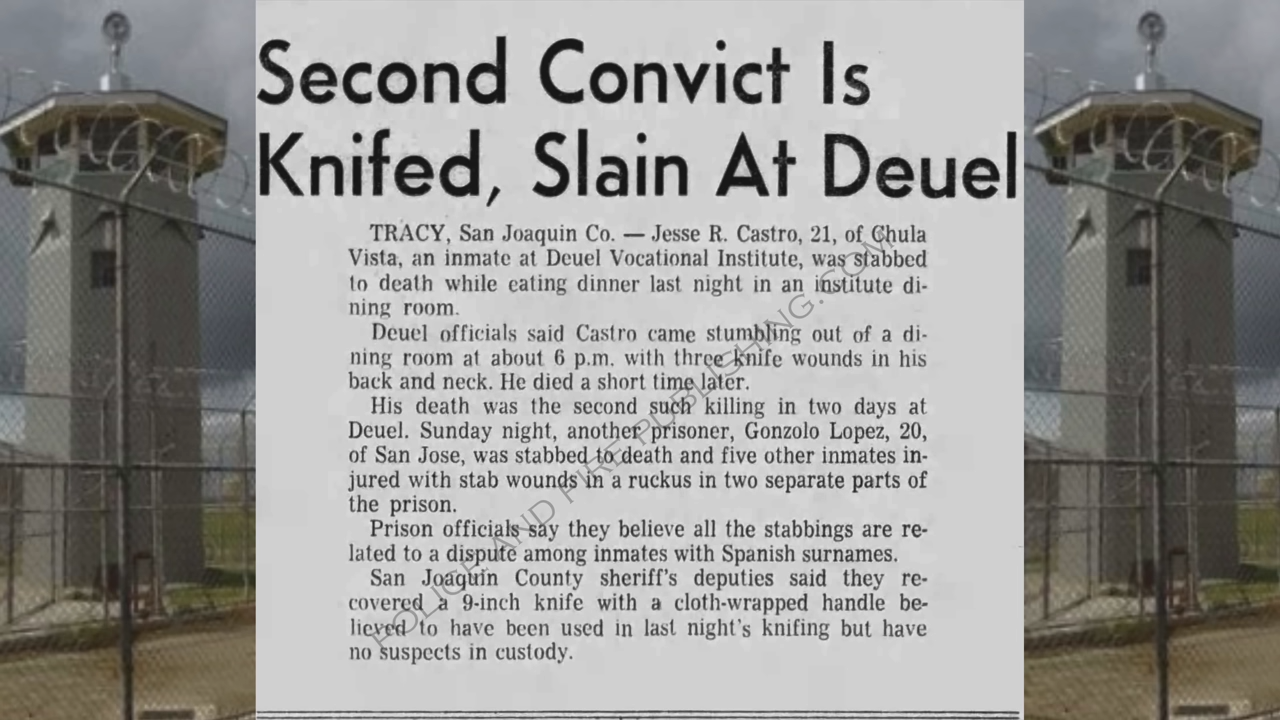 Second Convict Is
Knifed, Slain At Deuel
TRACY, San Joaquin Co. — Jesse R. Castro, 21, of Chula
Vista, an inmate at Deuel Vocational Institute, was stabbed
to death while eating dinner last night in an institute di-
ning room.
Deuel officials said Castro came stumbling out of a di-
ning room at about 6 p.m. with three knife wounds in his
back and neck. He died a short time later.
His death was the second such killing in two days at
Deuel. Sunday night, another prisoner, Gonzolo Lopez, 20,
of San Jose, was stabbed to death and five other inmates in-
jured with stab wounds in a ruckus in two separate parts of
the prison.
Prison officials say they believe all the stabbings are re-
lated to a dispute among inmates with Spanish surnames.
San Joaquin County sheriff's deputies said they re-
covered a 9-inch knife with a cloth-wrapped handle be-
lieved to have been used in last night's knifing but have
no suspects in custody.
POLICE AND FIRE PUBLISHING.COM